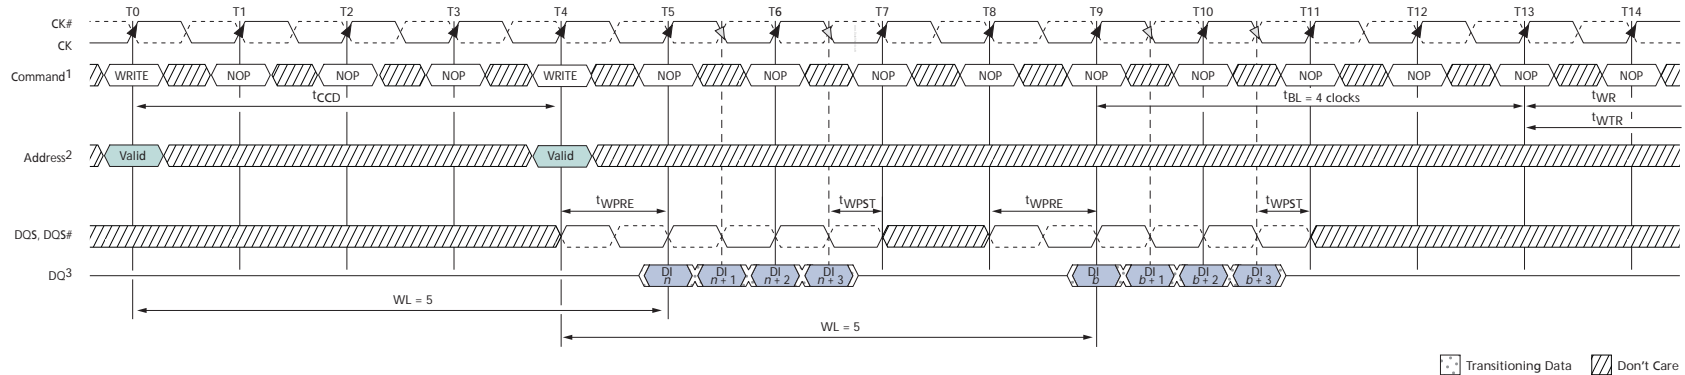 T0 T1 T2 T3 T4 T5 T6 T7 T8 T9 T10 T11 T12 T13 T14
CK#
CK
Command1 WRITE NOP NOP NOP WRITE NOP NOP NOP NOP NOP NOP NOP NOP NOP NOP
tCCD tBL = 4 clocks tWR
tWTR
Address2 Valid Valid
tWPRE tWPST tWPRE tWPST
DQS, DQS#
DQ3 DI n DI n + 1 DI n + 2 DI n + 3 DI b DI b + 1 DI b + 2 DI b + 3
WL = 5
WL = 5
Transitioning Data Don't Care